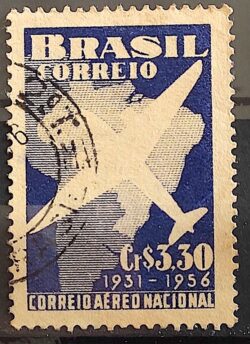 BRASIL
CORREIO
Cr$3,30
1931-1956
CORREIO AÉREO NACIONAL